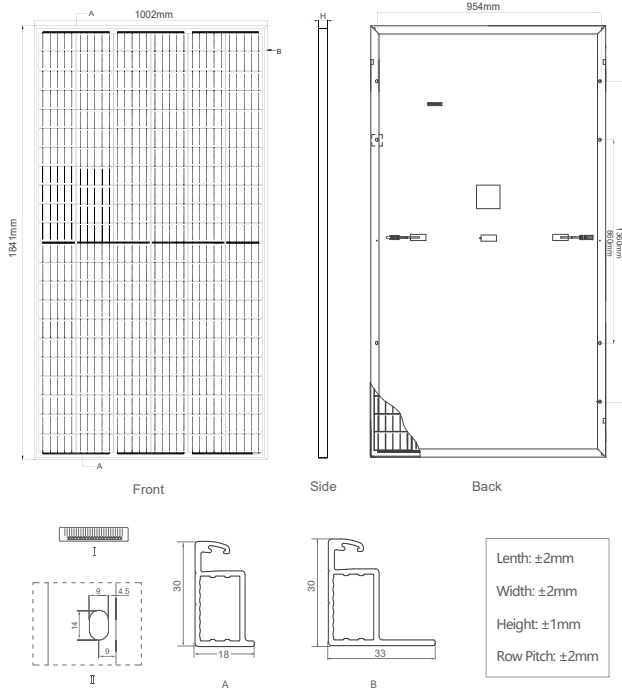 A
1002mm
B
1841mm
A
Front
H
Side
954mm
860mm
1360mm
Back
I
9
4.5
14
9
II
30
18
A
30
33
B
Lenth: ±2mm
Width: ±2mm
Height: ±1mm
Row Pitch: ±2mm